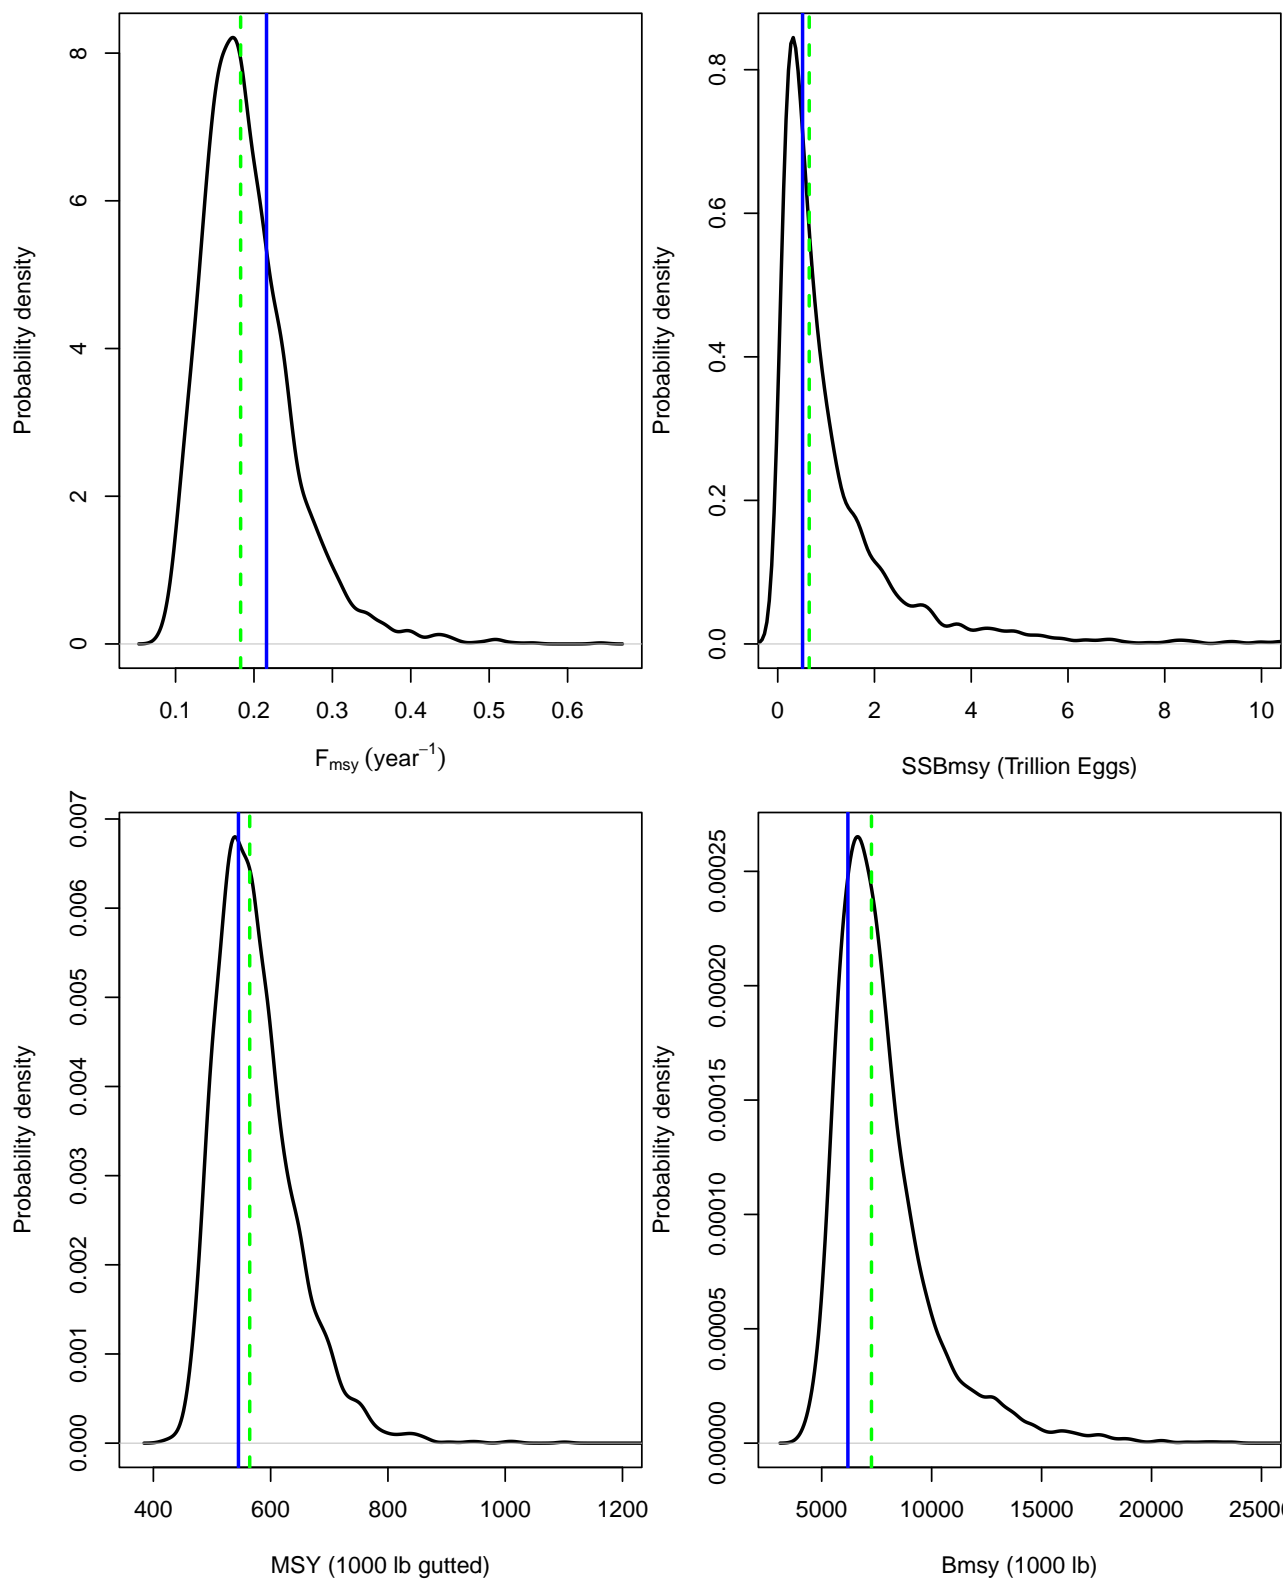 Probability density
0 2 4 6 8
0.1 0.2 0.3 0.4 0.5 0.6
Fmsy (year−1)
Probability density
0.0 0.2 0.4 0.6 0.8
0 2 4 6 8 10
SSBmsy (Trillion Eggs)
Probability density
0.000 0.001 0.002 0.003 0.004 0.005 0.006 0.007
400 600 800 1000 1200
MSY (1000 lb gutted)
Probability density
0.00000 0.00005 0.00010 0.00015 0.00020 0.00025
5000 10000 15000 20000 25000
Bmsy (1000 lb)